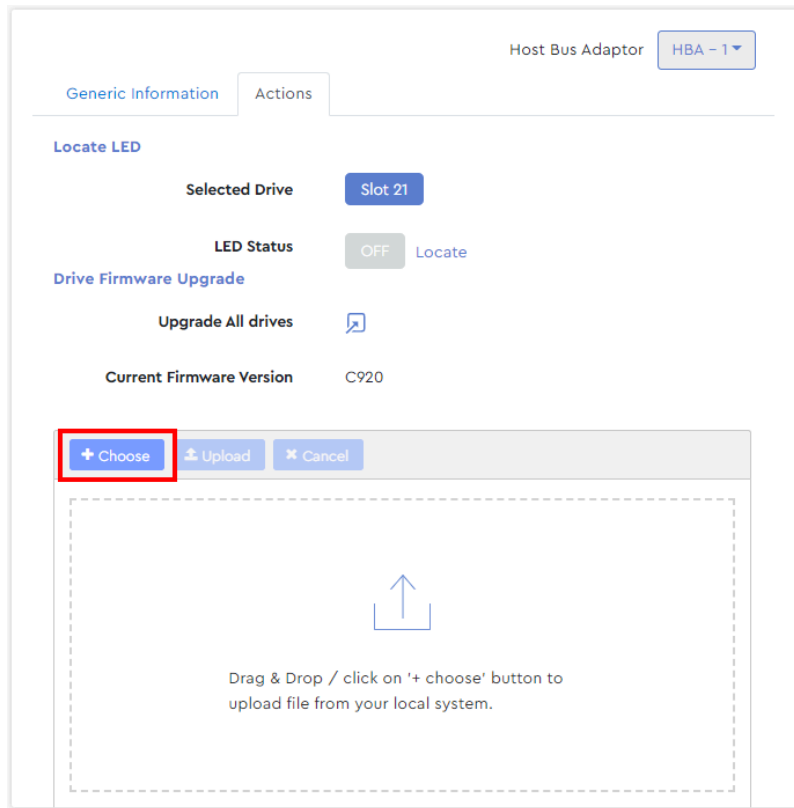 Host Bus Adaptor HBA – 1
Generic Information Actions
Locate LED
Selected Drive Slot 21
LED Status OFF Locate
Drive Firmware Upgrade
Upgrade All drives
Current Firmware Version C920
+ Choose Upload × Cancel
Drag & Drop / click on '+ choose' button to
upload file from your local system.